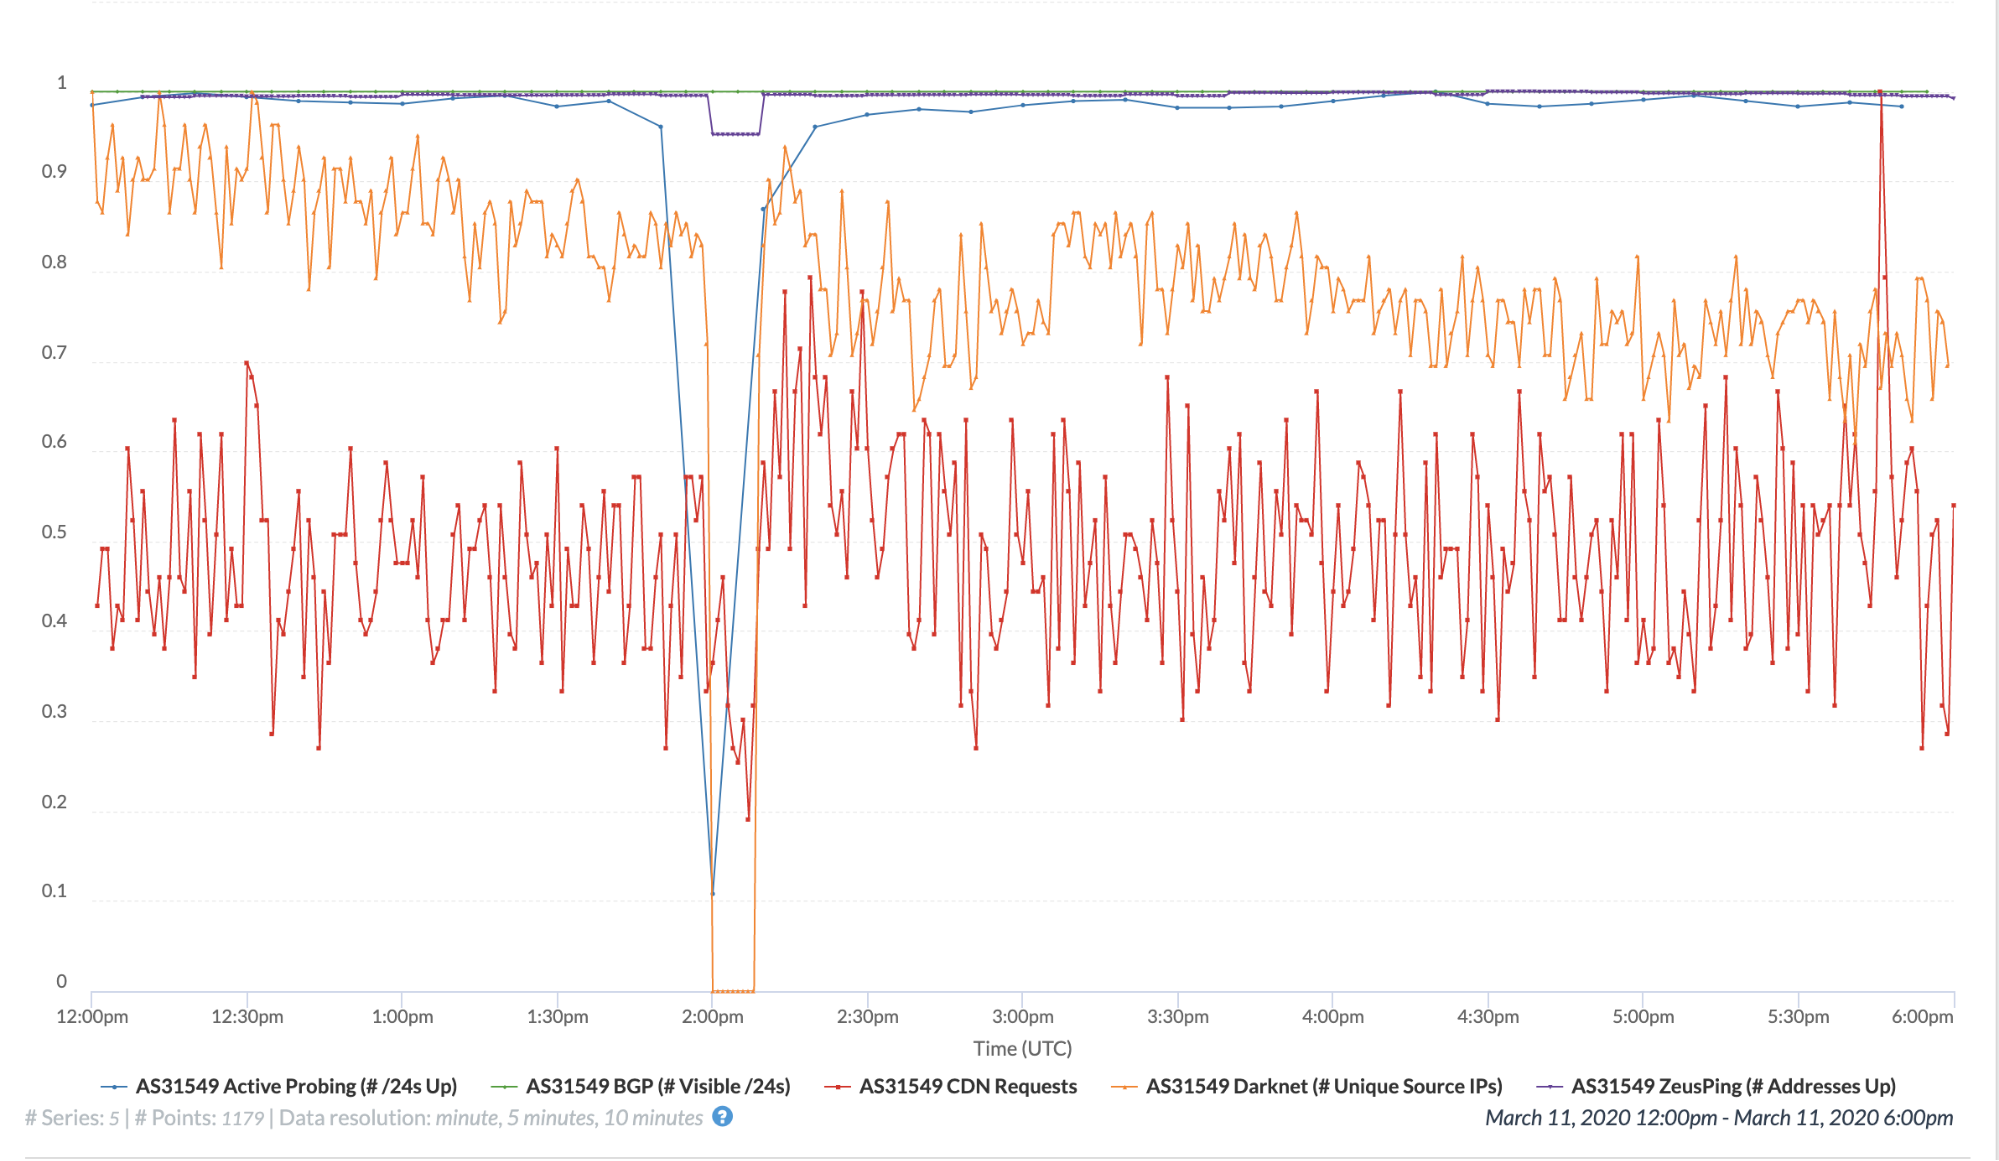 1
0.9
0.8
0.7
0.6
0.5
0.4
0.3
0.2
0.1
0
12:00pm 12:30pm 1:00pm 1:30pm 2:00pm 2:30pm 3:00pm 3:30pm 4:00pm 4:30pm 5:00pm 5:30pm 6:00pm
Time (UTC)
AS31549 Active Probing (# /24s Up) AS31549 BGP (# Visible /24s) AS31549 CDN Requests AS31549 Darknet (# Unique Source IPs) AS31549 ZeusPing (# Addresses Up)
# Series: 5 | # Points: 1179 | Data resolution: minute, 5 minutes, 10 minutes ? March 11, 2020 12:00pm - March 11, 2020 6:00pm